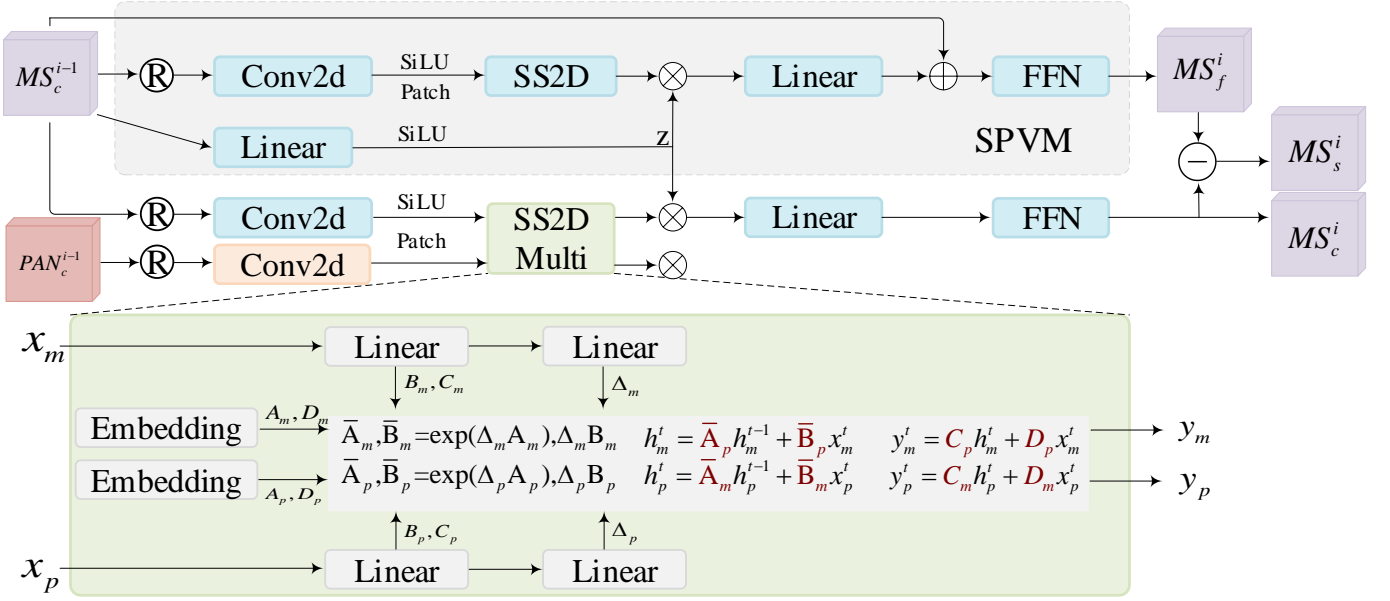 MS_c^{i-1}
Ⓡ
Conv2d
SiLU
Patch
SS2D
⊗
Linear
⊕
FFN
MS_f^i
Linear
SiLU
z
SPVM
−
MS_s^i
Ⓡ
Conv2d
SiLU
Patch
SS2D
Multi
⊗
Linear
FFN
MS_c^i
PAN_c^{i-1}
Ⓡ
Conv2d
⊗
x_m
Linear
Linear
B_m, C_m
Δ_m
Embedding
A_m, D_m
A̅_m, B̅_m=exp(Δ_m A_m), Δ_m B_m h_m^t = A̅_p h_m^{t-1} + B̅_p x_m^t y_m^t = C_p h_m^t + D_p x_m^t
y_m
Embedding
A_p, D_p
A̅_p, B̅_p=exp(Δ_p A_p), Δ_p B_p h_p^t = A̅_m h_p^{t-1} + B̅_m x_p^t y_p^t = C_m h_p^t + D_m x_p^t
y_p
B_p, C_p
Δ_p
x_p
Linear
Linear